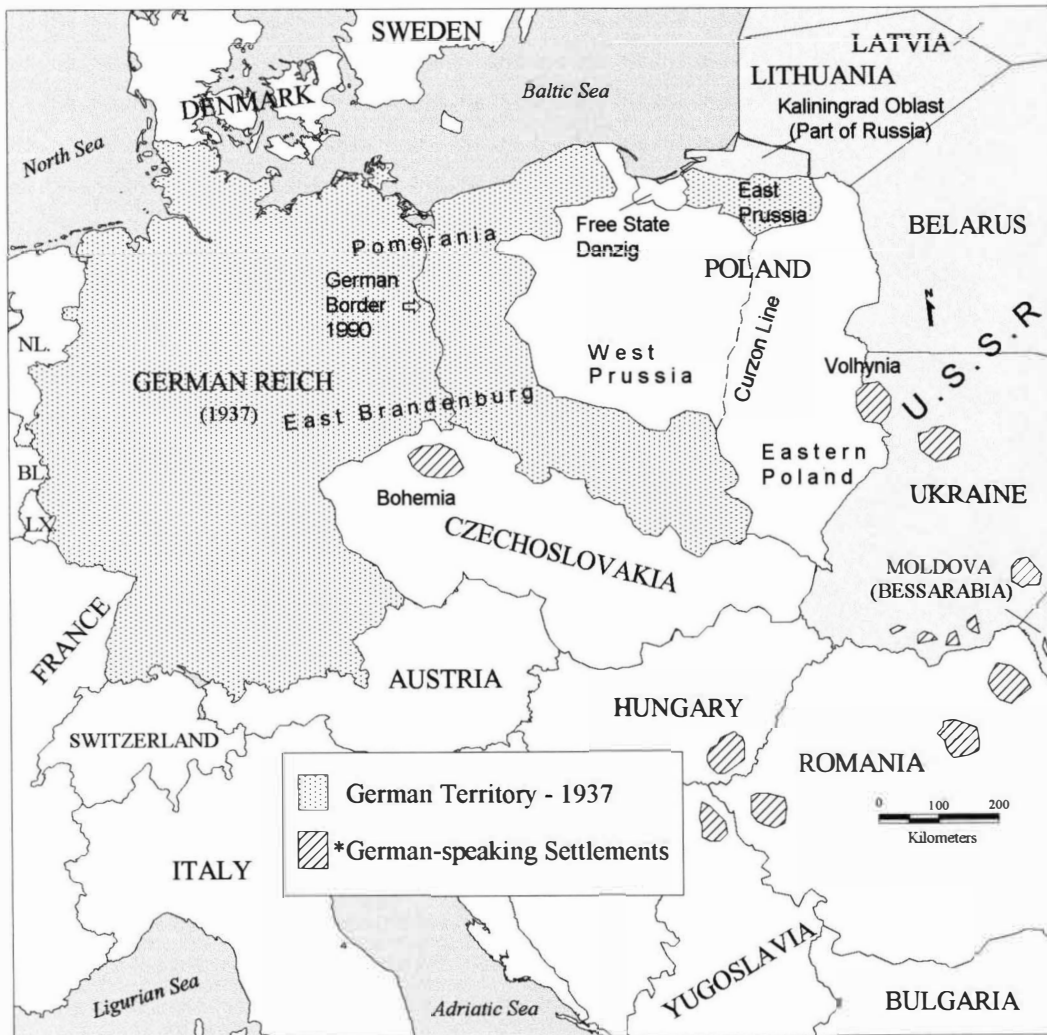 SWEDEN
LATVIA
LITHUANIA
DENMARK
Baltic Sea
Kaliningrad Oblast
(Part of Russia)
North Sea
East
Prussia
Free State
Danzig
BELARUS
Pomerania
POLAND
German
Border
1990
N
U.S.S.R
NL.
West
Prussia
Curzon Line
Volhynia
GERMAN REICH
(1937)
East Brandenburg
BL.
Eastern
Poland
Bohemia
UKRAINE
LX.
CZECHOSLOVAKIA
MOLDOVA
(BESSARABIA)
FRANCE
AUSTRIA
HUNGARY
SWITZERLAND
ROMANIA
German Territory - 1937
0 100 200
Kilometers
*German-speaking Settlements
ITALY
YUGOSLAVIA
Ligurian Sea
Adriatic Sea
BULGARIA